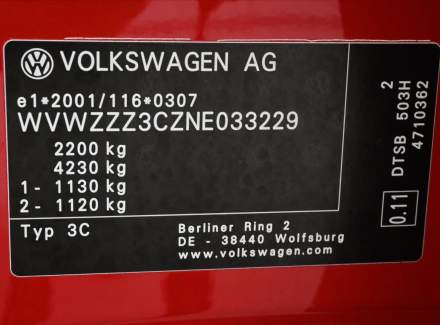 VOLKSWAGEN AG
e1*2001/116*0307
WVWZZZ3CZNE033229
2200 kg
4230 kg
1 - 1130 kg
2 - 1120 kg
Typ 3C
Berliner Ring 2
DE - 38440 Wolfsburg
www.volkswagen.com
2
DTSB 503H
4710362
0.11